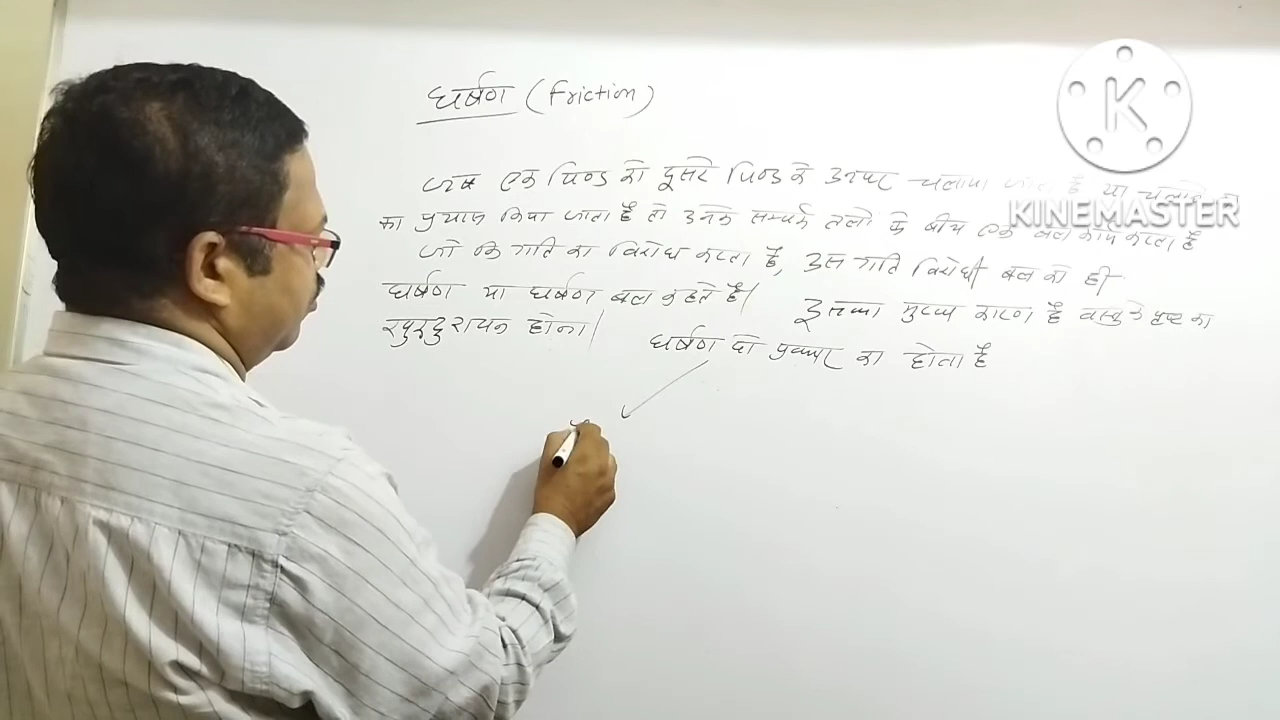 घर्षण (Friction)
जब एक पिण्ड को दूसरे पिण्ड के ऊपर चलाया जाता है या चलाने
का प्रयास किया जाता है तो उनके सम्पर्क तलों के बीच एक बल कार्य करता है
जो कि गति का विरोध करता है, उस गति विरोधी बल को ही
घर्षण या घर्षण बल कहते हैं। इसका मुख्य कारण है वस्तु के पृष्ट का
खुरदुरापन होना।
घर्षण दो प्रकार का होता है
K
KINEMASTER